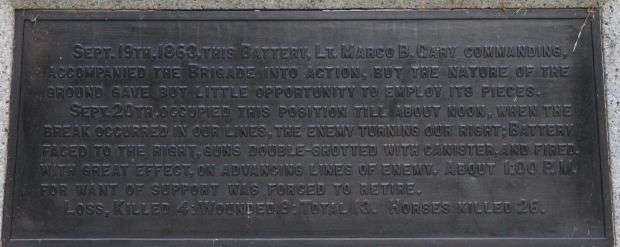 SEPT. 19TH, 1863, THIS BATTERY, LT. MARCO B. GARY COMMANDING,
ACCOMPANIED THE BRIGADE INTO ACTION, BUT THE NATURE OF THE
GROUND GAVE BUT LITTLE OPPORTUNITY TO EMPLOY ITS PIECES.
SEPT. 20TH, OCCUPIED THIS POSITION TILL ABOUT NOON, WHEN THE
BREAK OCCURRED IN OUR LINES, THE ENEMY TURNING OUR RIGHT; BATTERY
FACED TO THE RIGHT, GUNS DOUBLE-SHOTTED WITH CANISTER, AND FIRED,
WITH GREAT EFFECT, ON ADVANCING LINES OF ENEMY. ABOUT 1:00 P.M.
FOR WANT OF SUPPORT WAS FORCED TO RETIRE.
LOSS, KILLED 4: WOUNDED 9: TOTAL 13. HORSES KILLED 26.